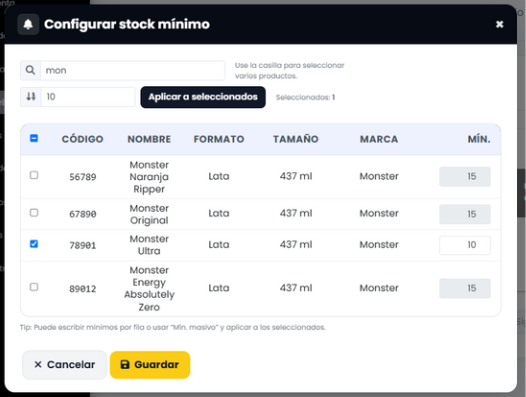 Configurar stock mínimo
mon
Use la casilla para seleccionar
varios productos.
10
Aplicar a seleccionados
Seleccionados: 1
CÓDIGO NOMBRE FORMATO TAMAÑO MARCA MÍN.
56789 Monster Naranja Ripper Lata 437 ml Monster 15
67890 Monster Original Lata 437 ml Monster 15
78901 Monster Ultra Lata 437 ml Monster 10
89012 Monster Energy Absolutely Zero Lata 437 ml Monster 15
Tip: Puede escribir mínimos por fila o usar "Mín. masivo" y aplicar a los seleccionados.
Cancelar
Guardar